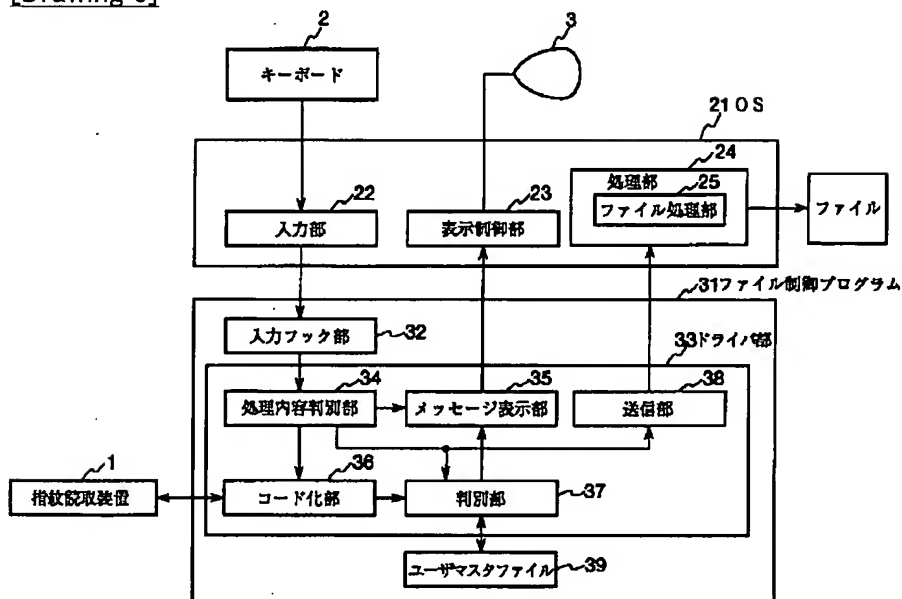 2
3
キーボード
21 OS
24
処理部
25
ファイル処理部
ファイル
22
入力部
23
表示制御部
31ファイル制御プログラム
入力フック部
32
33ドライバ部
34
処理内容判別部
35
メッセージ表示部
38
送信部
1
指紋読取装置
36
コード化部
判別部
37
ユーザマスタファイル
39